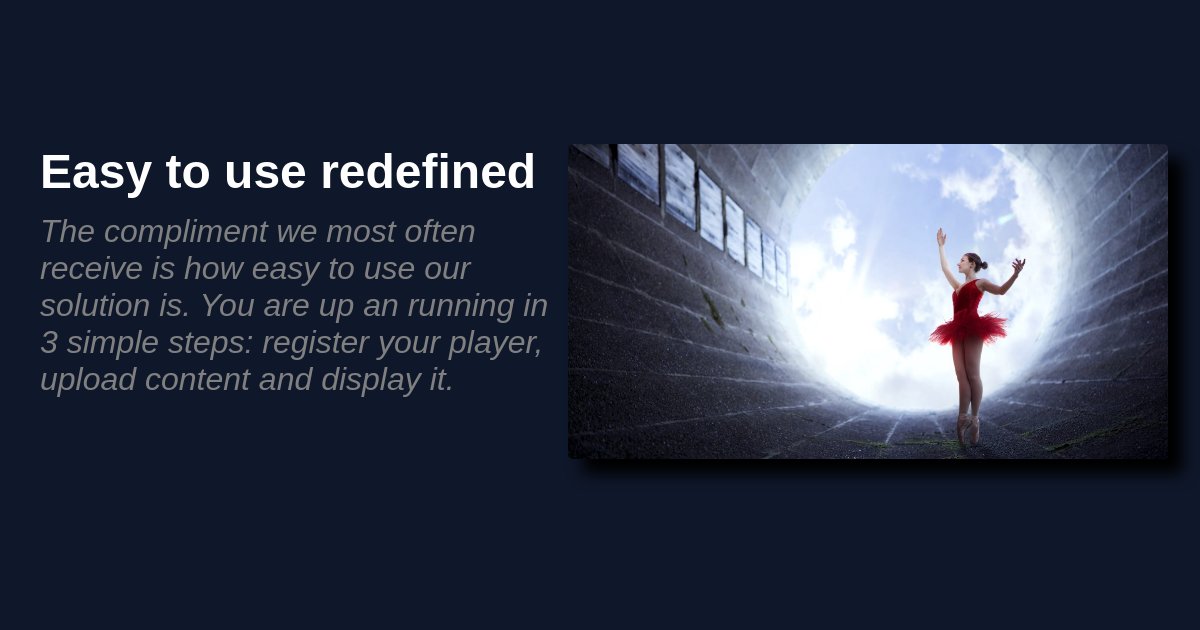 Easy to use redefined
The compliment we most often
receive is how easy to use our
solution is. You are up an running in
3 simple steps: register your player,
upload content and display it.